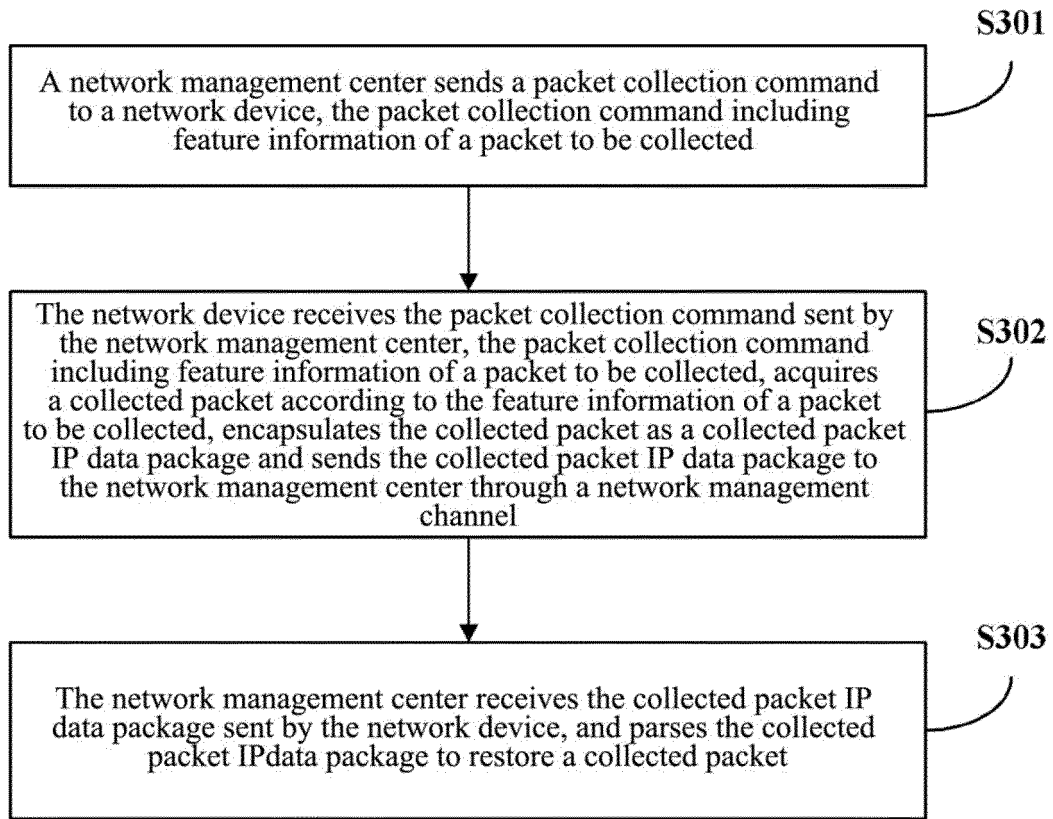 S301
A network management center sends a packet collection command
to a network device, the packet collection command including
feature information of a packet to be collected
S302
The network device receives the packet collection command sent by
the network management center, the packet collection command
including feature information of a packet to be collected, acquires
a collected packet according to the feature information of a packet
to be collected, encapsulates the collected packet as a collected packet
IP data package and sends the collected packet IP data package to
the network management center through a network management
channel
S303
The network management center receives the collected packet IP
data package sent by the network device, and parses the collected
packet IPdata package to restore a collected packet